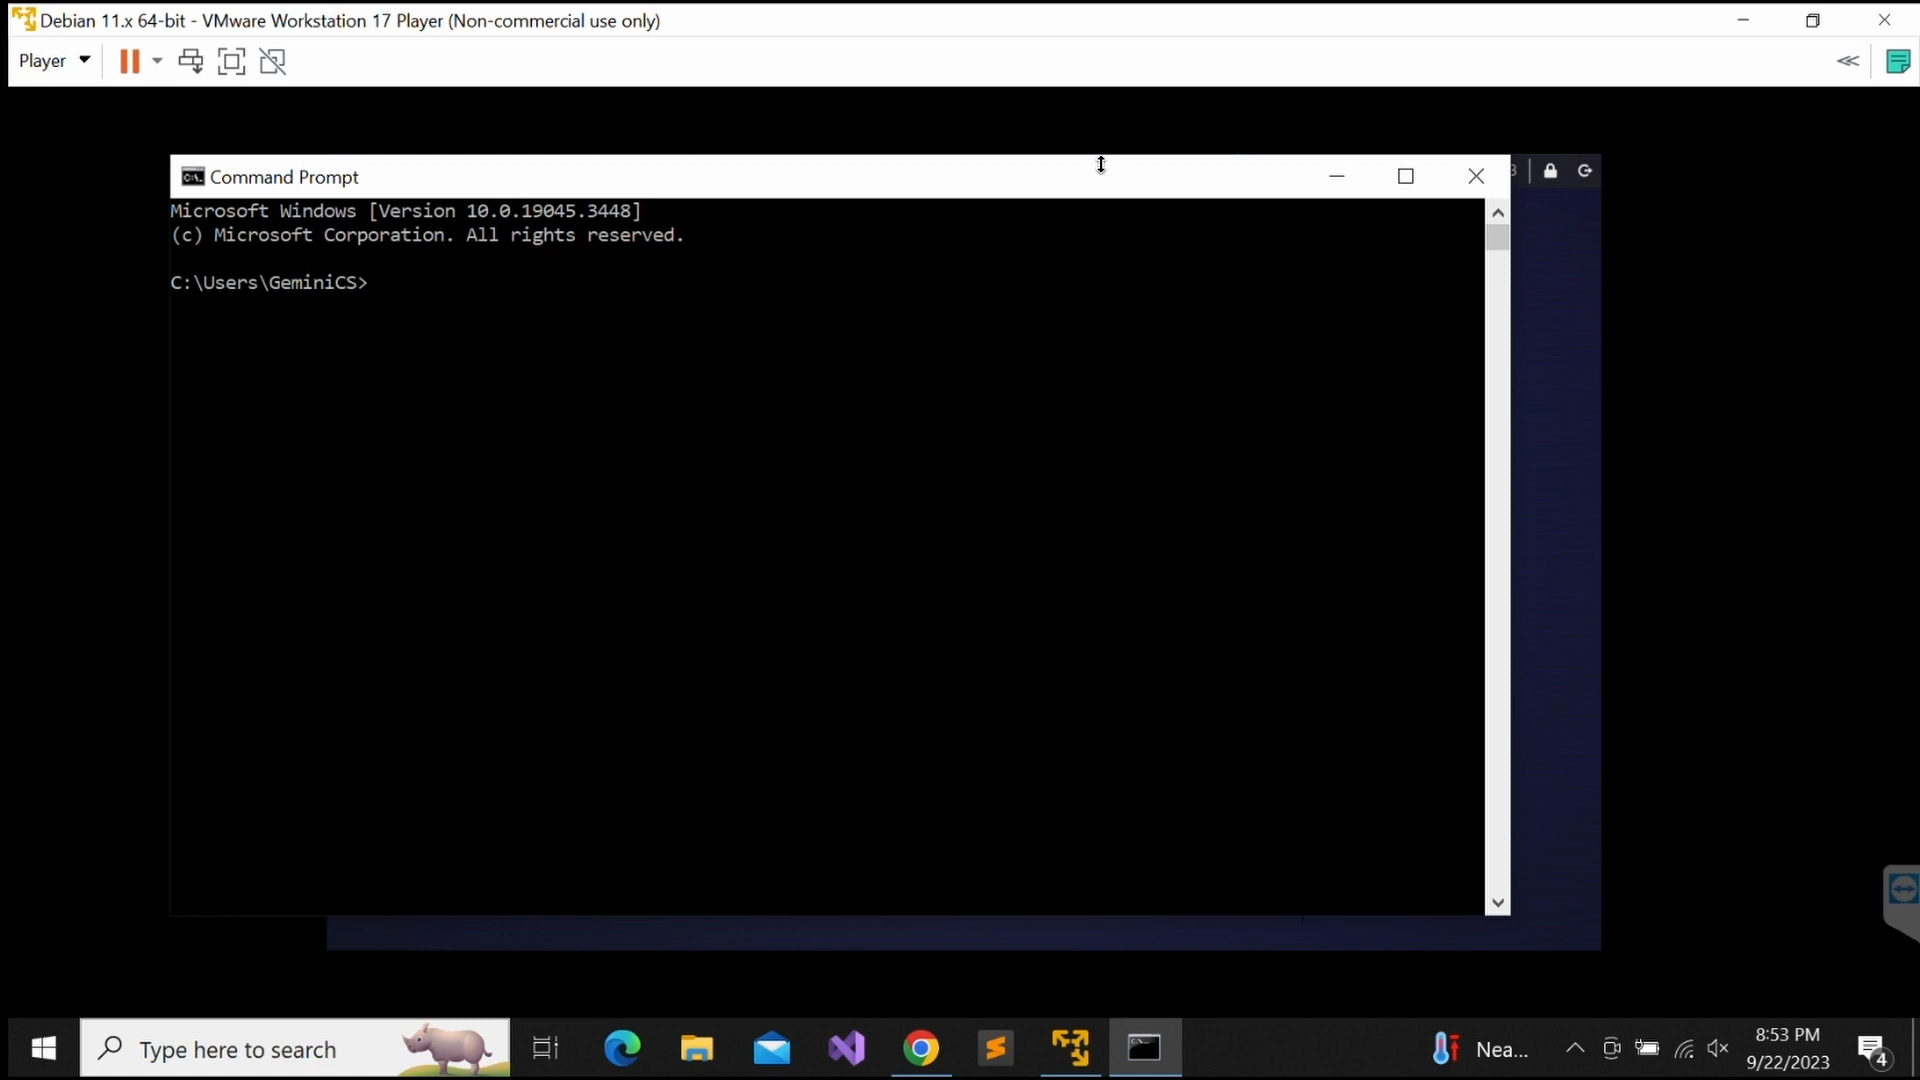 Debian 11.x 64-bit - VMware Workstation 17 Player (Non-commercial use only)
Player
Command Prompt
Microsoft Windows [Version 10.0.19045.3448]
(c) Microsoft Corporation. All rights reserved.
C:\Users\GeminiCS>
Type here to search
Nea...
8:53 PM
9/22/2023
4